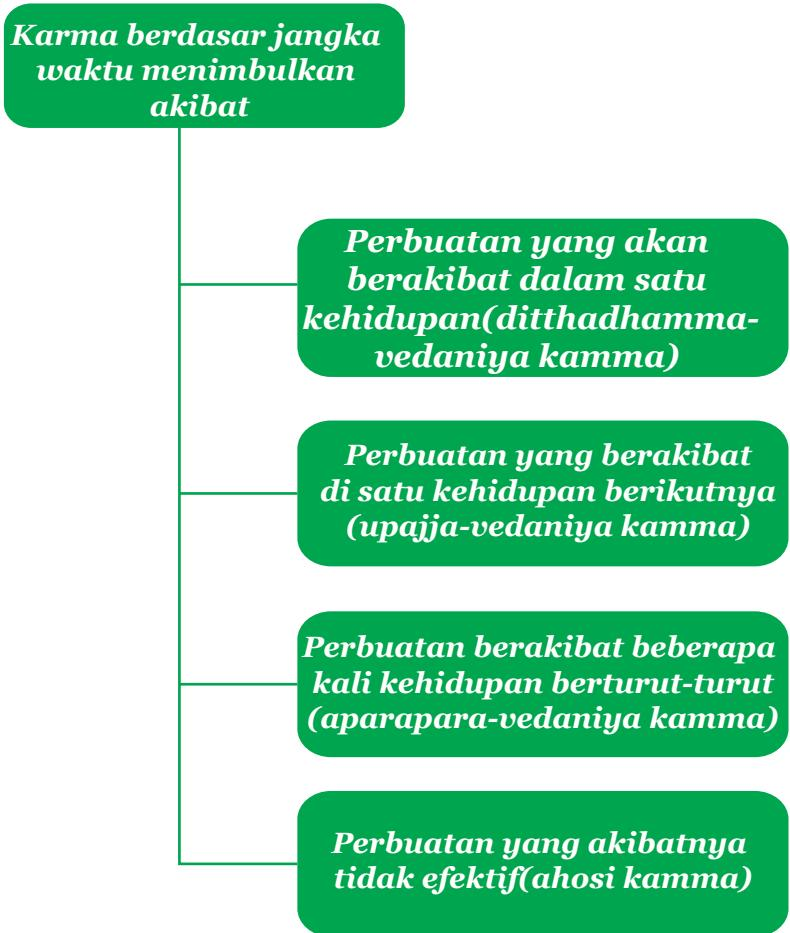 Karma berdasar jangka
waktu menimbulkan
akibat
Perbuatan yang akan
berakibat dalam satu
kehidupan(ditthadhamma-
vedaniya kamma)
Perbuatan yang berakibat
di satu kehidupan berikutnya
(upajja-vedaniya kamma)
Perbuatan berakibat beberapa
kali kehidupan berturut-turut
(aparapara-vedaniya kamma)
Perbuatan yang akibatnya
tidak efektif(ahosi kamma)